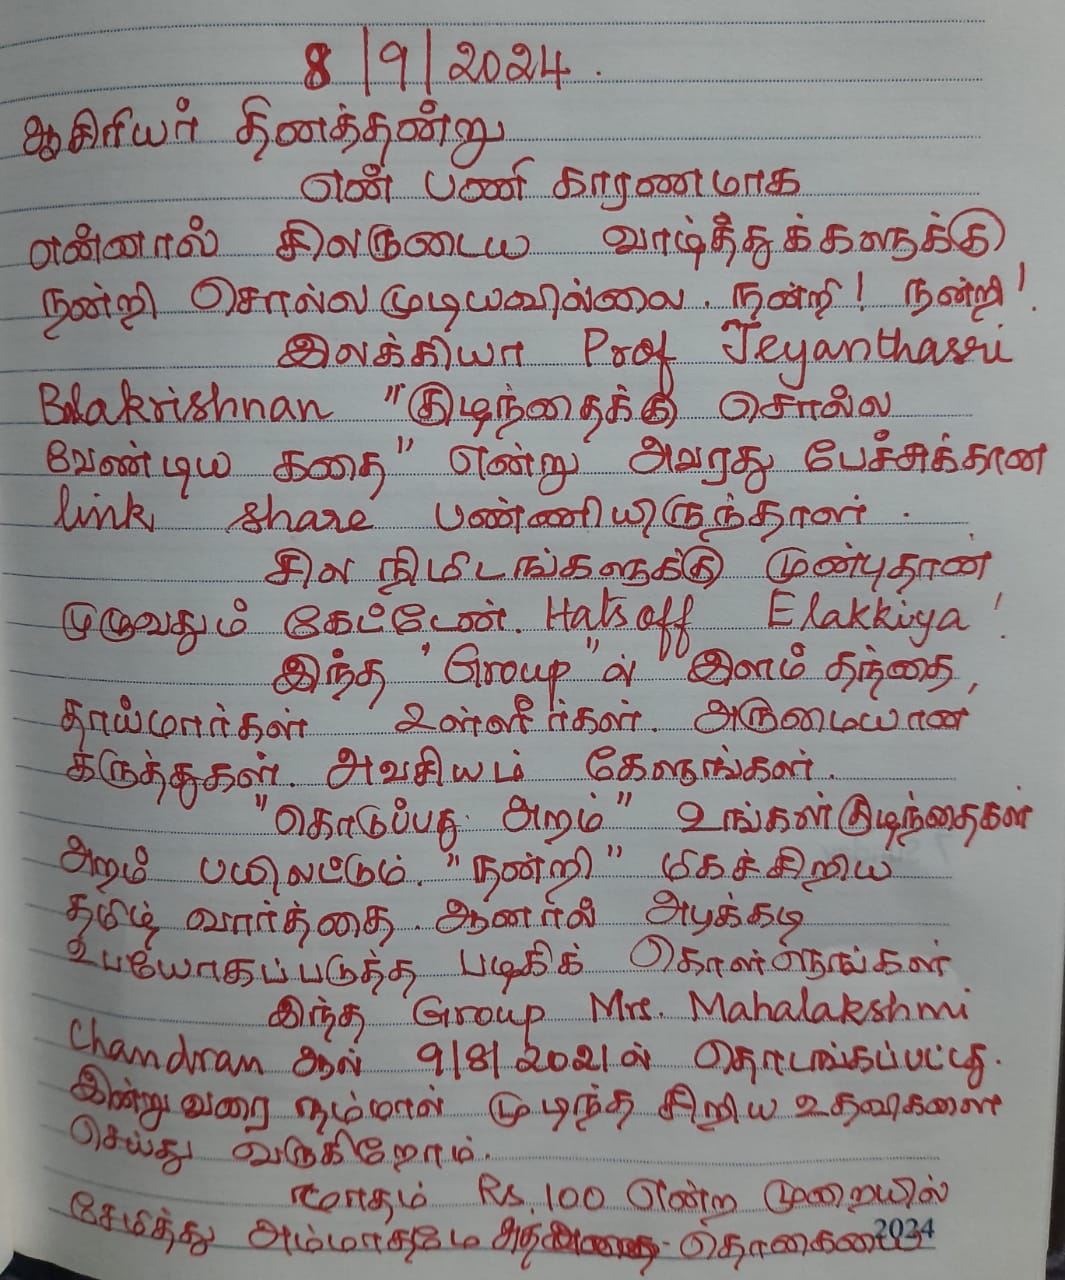 8/9/2024.
ஆசிரியர் தினத்தன்று
என் பணி காரணமாக
என்னால் சிலருடைய வாழ்த்துக்களுக்கு
நன்றி சொல்லமுடியவில்லை. நன்றி! நன்றி!
இலக்கியா Prof Jeyanthasri
Balakrishnan "குழந்தைக்கு சொல்ல
வேண்டிய கதை" என்று அவரது பேச்சுக்கான
link share பண்ணியிருந்தாள்.
சில நிமிடங்களுக்கு முன்புதான்
முழுவதும் கேட்டேன். Hats off Elakkiya!
இந்த "Group"ல் இளம் தந்தை,
தாய்மார்கள் உள்ளீர்கள். அருமையான
கருத்துகள். அவசியம் கேளுங்கள்.
"கொடுப்பது அறம்" உங்கள் குழந்தைகள்
அறம் பயிலட்டும். "நன்றி" மிகச்சிறிய
தமிழ் வார்த்தை. ஆனால் அடிக்கடி
உபயோகப்படுத்த படிகிக் கொள்ளுங்கள்
இந்த Group Mrs. Mahalakshmi
Chandran ஆல் 9/8/2021ல் தொடங்கப்பட்டது.
இன்று வரை நம்மால் முடிந்த சிறிய உதவிகளை
செய்து வருகிறோம்.
மாதம் Rs.100 என்ற முறையில்
சேமித்து அம்மாதமே தொகையை
2024